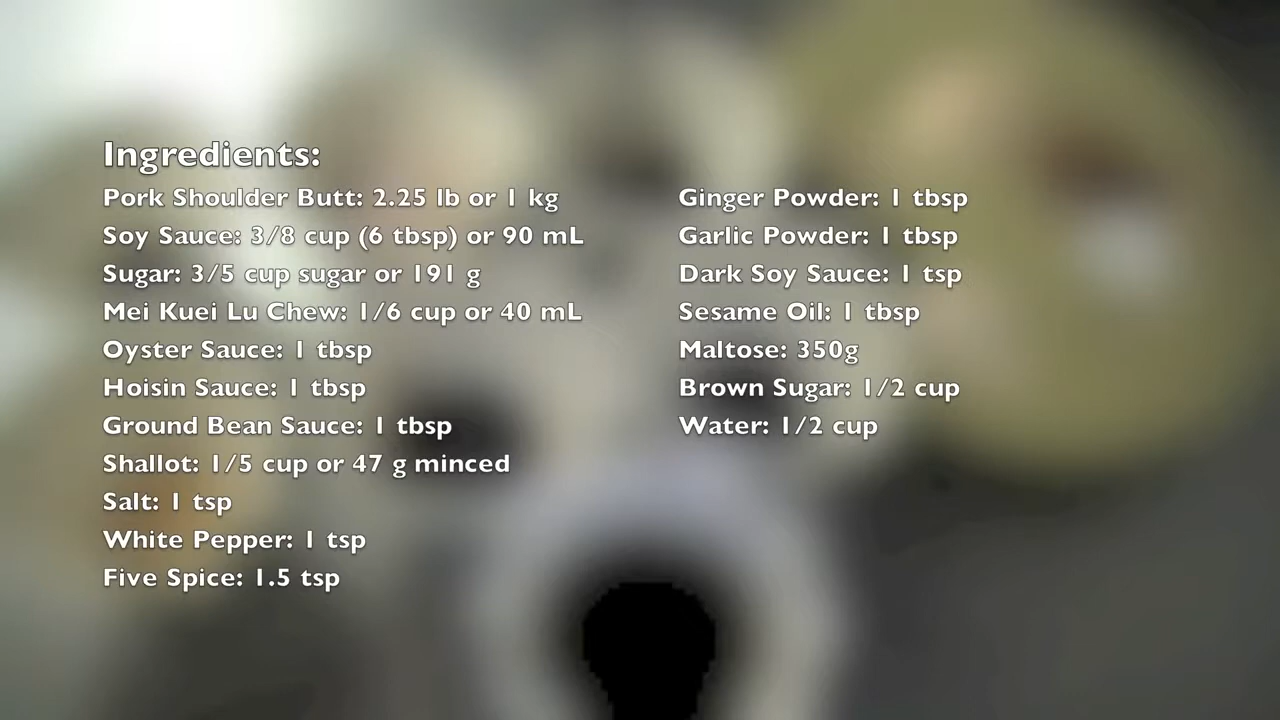 Ingredients:
Pork Shoulder Butt: 2.25 lb or 1 kg
Soy Sauce: 3/8 cup (6 tbsp) or 90 mL
Sugar: 3/5 cup sugar or 191 g
Mei Kuei Lu Chew: 1/6 cup or 40 mL
Oyster Sauce: 1 tbsp
Hoisin Sauce: 1 tbsp
Ground Bean Sauce: 1 tbsp
Shallot: 1/5 cup or 47 g minced
Salt: 1 tsp
White Pepper: 1 tsp
Five Spice: 1.5 tsp
Ginger Powder: 1 tbsp
Garlic Powder: 1 tbsp
Dark Soy Sauce: 1 tsp
Sesame Oil: 1 tbsp
Maltose: 350g
Brown Sugar: 1/2 cup
Water: 1/2 cup